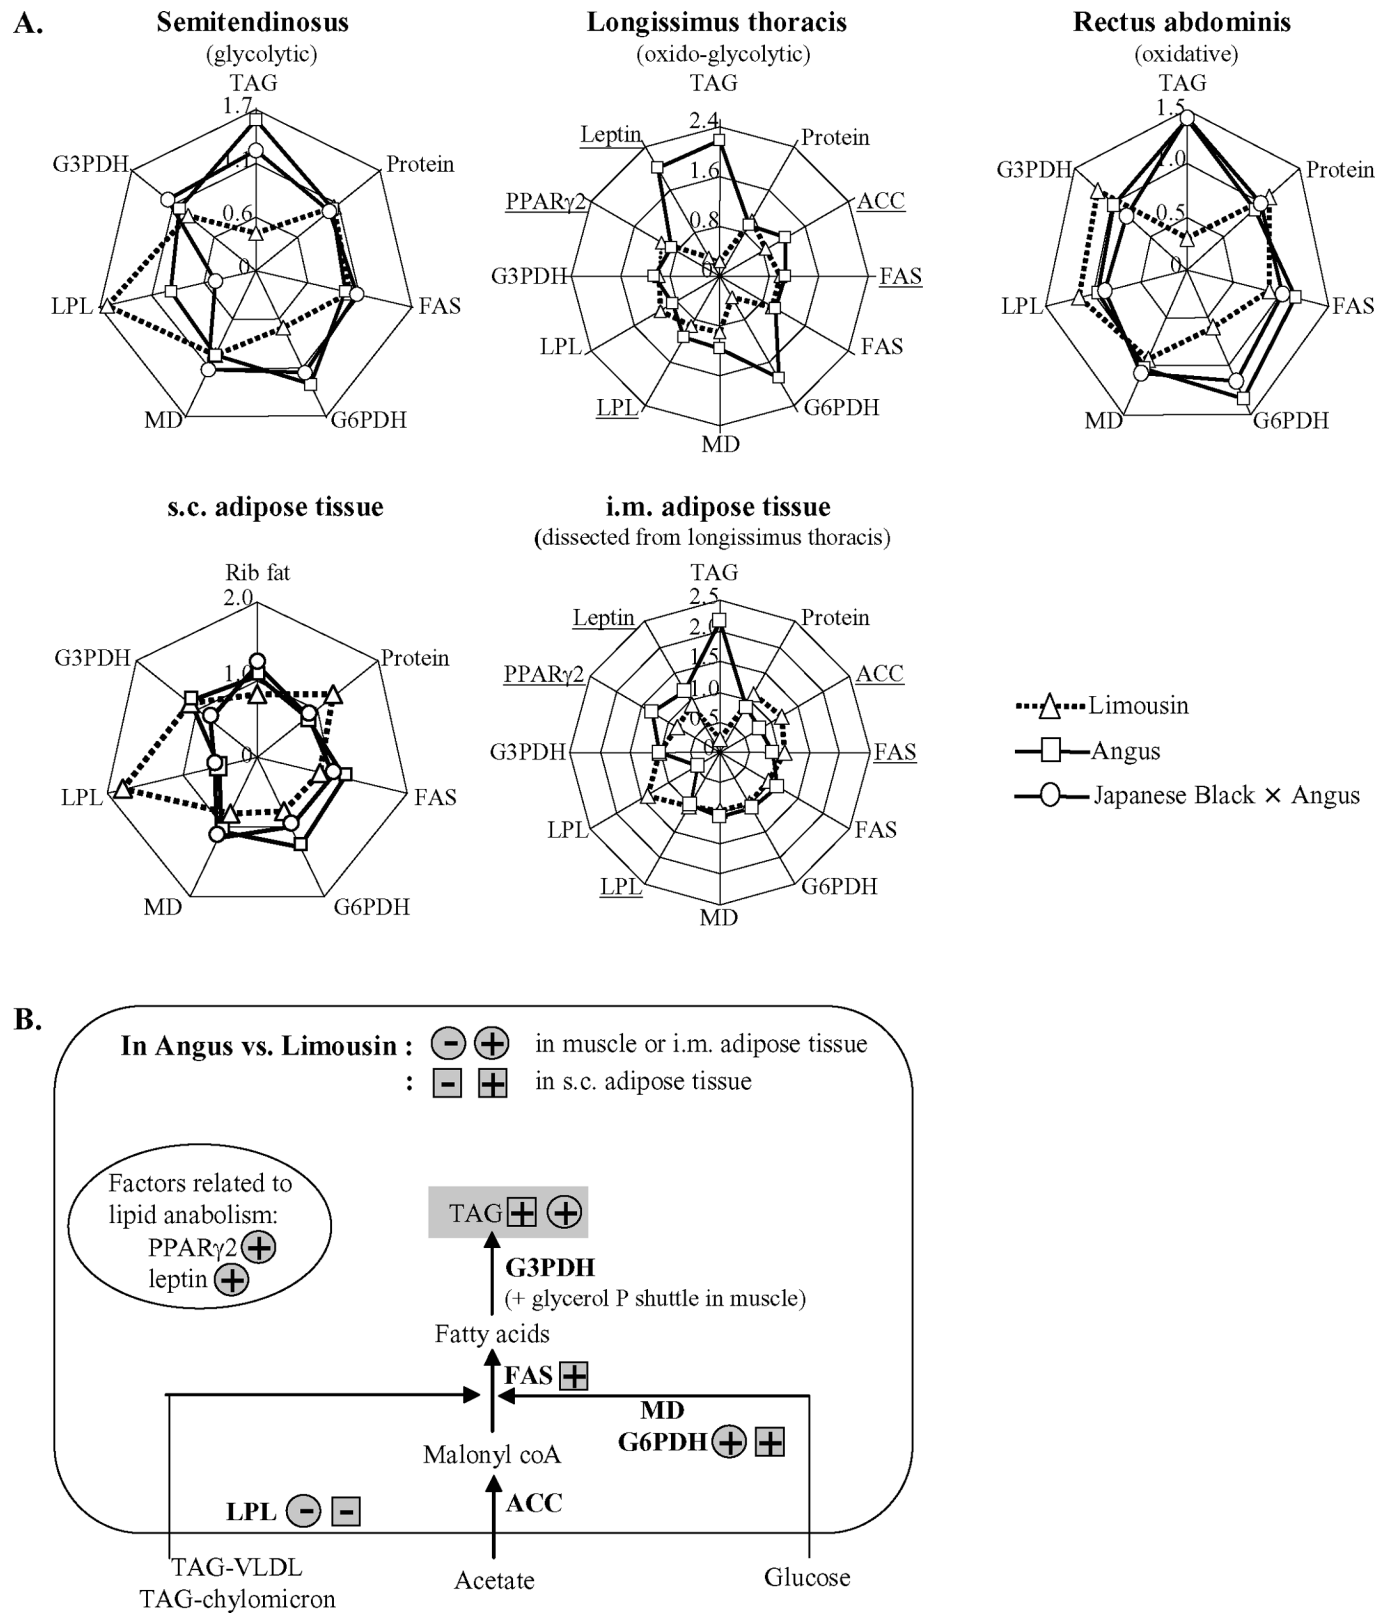 A.
Semitendinosus
(glycolytic)
TAG
1.7
1.1
0.6
0
Protein
FAS
G6PDH
MD
LPL
G3PDH
Longissimus thoracis
(oxido-glycolytic)
TAG
2.4
1.6
0.8
0
Protein
ACC
FAS
FAS
G6PDH
MD
LPL
LPL
G3PDH
PPARγ2
Leptin
Rectus abdominis
(oxidative)
TAG
1.5
1.0
0.5
0
Protein
FAS
G6PDH
MD
LPL
G3PDH
s.c. adipose tissue
Rib fat
2.0
1.0
0
Protein
FAS
G6PDH
MD
LPL
G3PDH
i.m. adipose tissue
(dissected from longissimus thoracis)
TAG
2.5
2.0
1.5
1.0
0.5
0
Protein
ACC
FAS
FAS
G6PDH
MD
LPL
LPL
G3PDH
PPARγ2
Leptin
Limousin
Angus
Japanese Black × Angus
B.
In Angus vs. Limousin : - + in muscle or i.m. adipose tissue
: - + in s.c. adipose tissue
Factors related to
lipid anabolism:
PPARγ2 +
leptin +
TAG + +
G3PDH
(+ glycerol P shuttle in muscle)
Fatty acids
FAS +
MD
G6PDH + +
Malonyl coA
LPL - -
ACC
TAG-VLDL
TAG-chylomicron
Acetate
Glucose